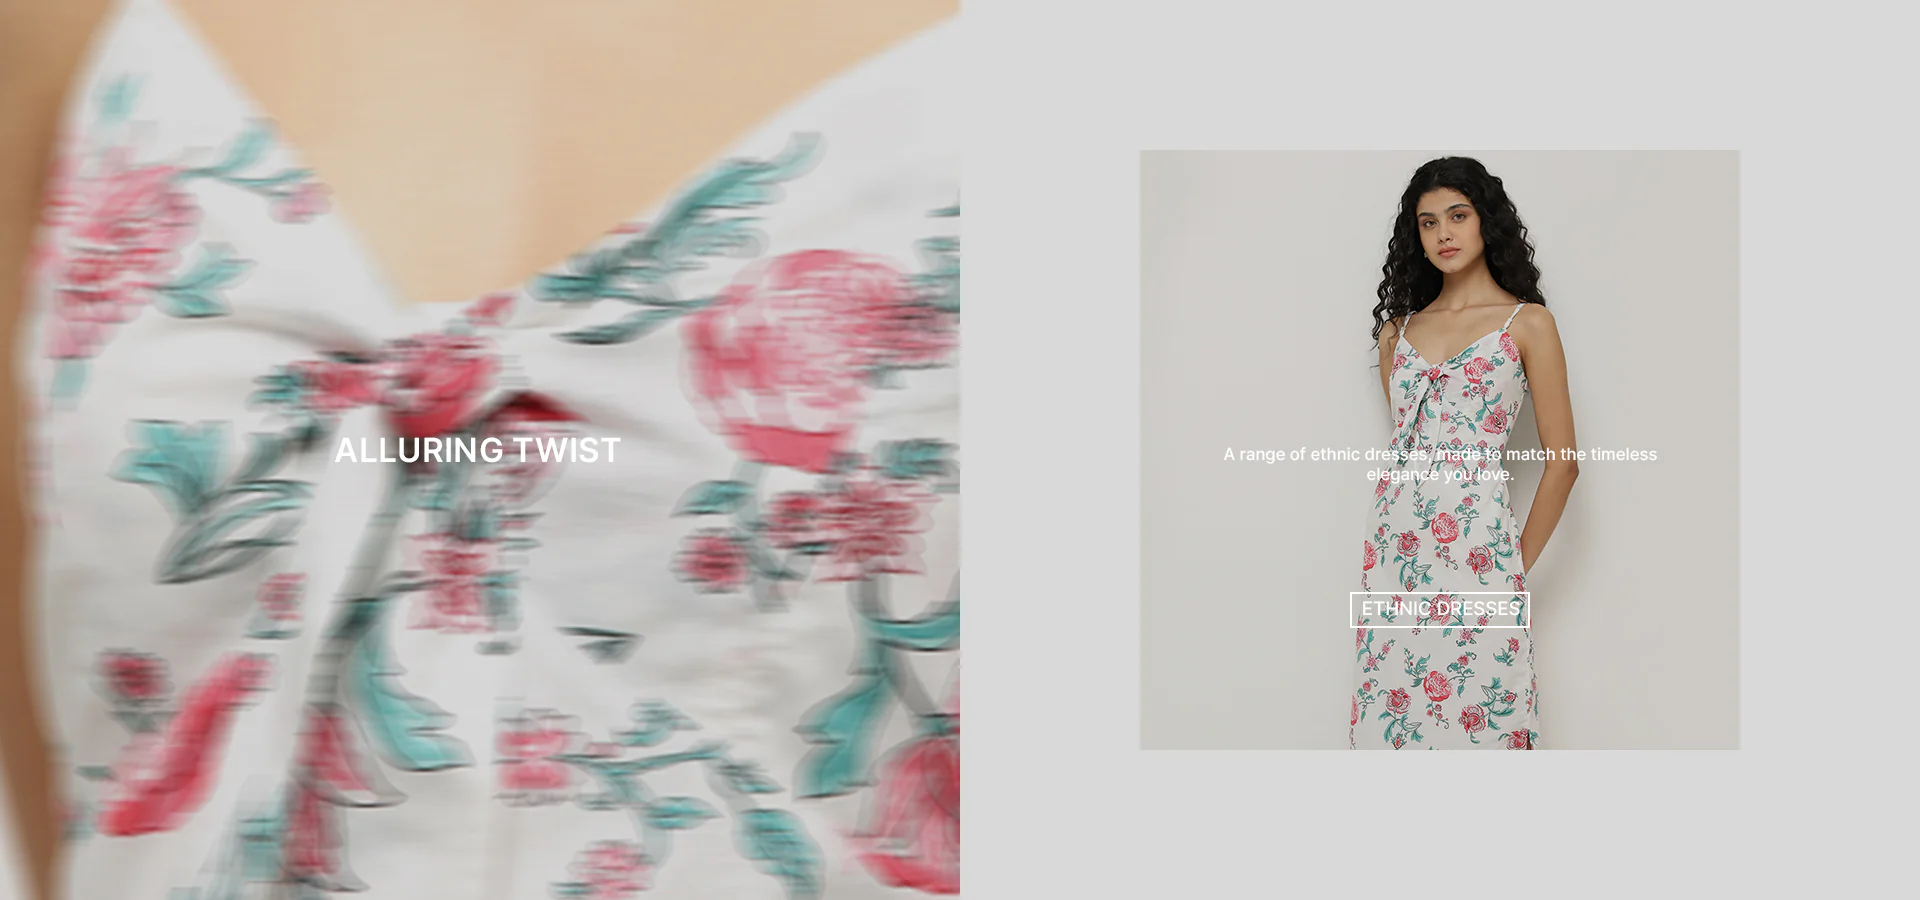 ALLURING TWIST
A range of ethnic dresses, made to match the timeless
elegance you love.
ETHNIC DRESSES